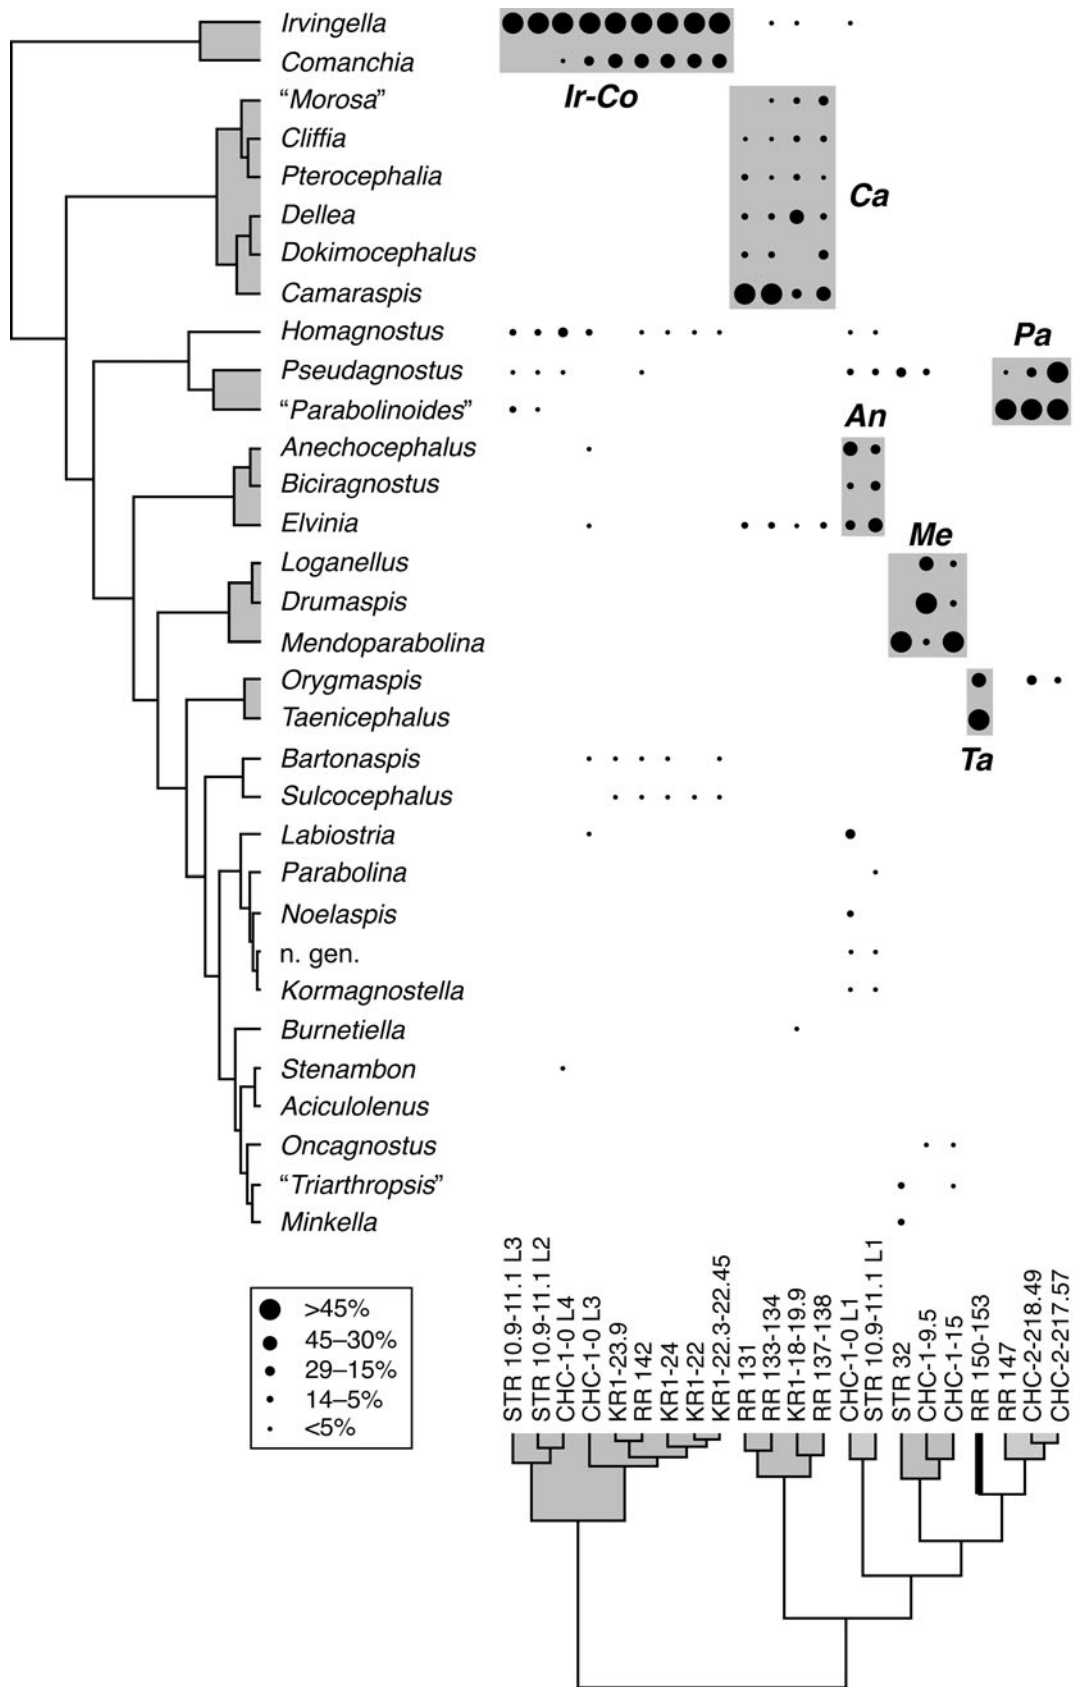 Irvingella
Comanchia
Ir-Co
“Morosa”
Cliffia
Pterocephalia
Ca
Dellea
Dokimocephalus
Camaraspis
Homagnostus
Pa
Pseudagnostus
“Parabolinoides”
An
Anechocephalus
Biciragnostus
Elvinia
Me
Loganellus
Drumaspis
Mendoparabolina
Orygmaspis
Taenicephalus
Ta
Bartonaspis
Sulcocephalus
Labiostria
Parabolina
Noelaspis
n. gen.
Kormagnostella
Burnetiella
Stenambon
Aciculolenus
Oncagnostus
“Triarthropsis”
Minkella
>45%
45–30%
29–15%
14–5%
<5%
STR 10.9-11.1 L3
STR 10.9-11.1 L2
CHC-1-0 L4
CHC-1-0 L3
KR1-23.9
RR 142
KR1-24
KR1-22
KR1-22.3-22.45
RR 131
RR 133-134
KR1-18-19.9
RR 137-138
CHC-1-0 L1
STR 10.9-11.1 L1
STR 32
CHC-1-9.5
CHC-1-15
RR 150-153
RR 147
CHC-2-218.49
CHC-2-217.57